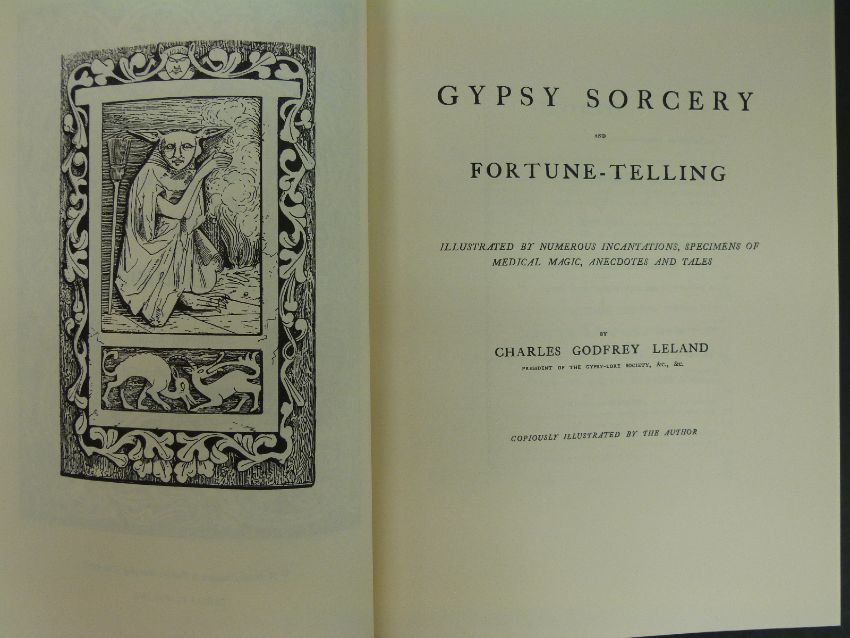 GYPSY SORCERY
AND
FORTUNE-TELLING
ILLUSTRATED BY NUMEROUS INCANTATIONS, SPECIMENS OF
MEDICAL MAGIC, ANECDOTES AND TALES
BY
CHARLES GODFREY LELAND
PRESIDENT OF THE GYPSY-LORE SOCIETY, &c., &c.
COPIOUSLY ILLUSTRATED BY THE AUTHOR